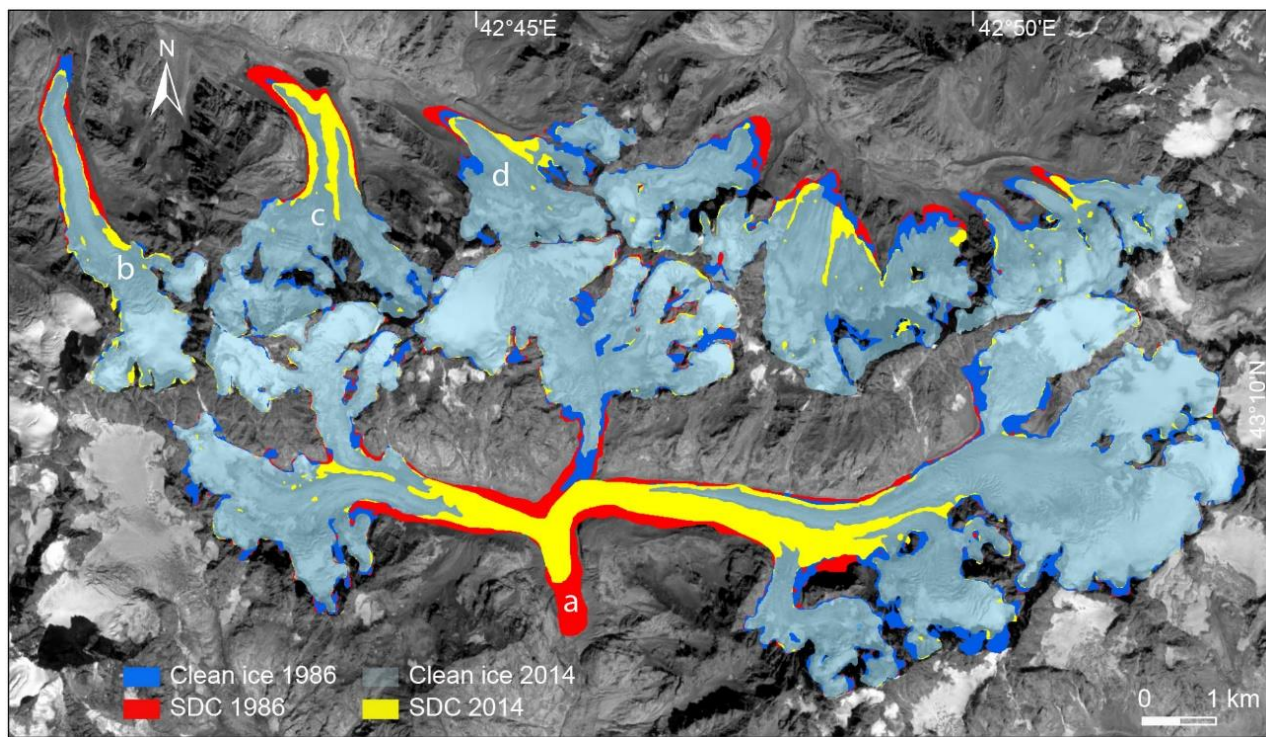 42°45'E
42°50'E
N
b
c
d
43°10'N
a
Clean ice 1986
Clean ice 2014
SDC 1986
SDC 2014
0 1 km